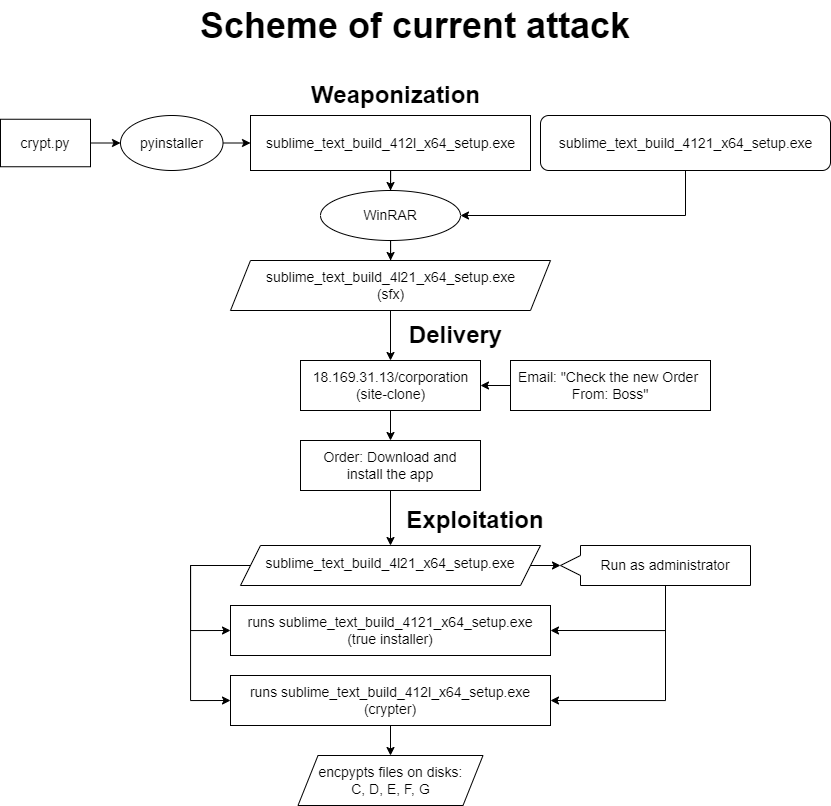 Scheme of current attack
Weaponization
crypt.py
pyinstaller
sublime_text_build_412l_x64_setup.exe
sublime_text_build_4121_x64_setup.exe
WinRAR
sublime_text_build_4l21_x64_setup.exe
(sfx)
Delivery
18.169.31.13/corporation
(site-clone)
Email: "Check the new Order
From: Boss"
Order: Download and
install the app
Exploitation
sublime_text_build_4l21_x64_setup.exe
Run as administrator
runs sublime_text_build_4121_x64_setup.exe
(true installer)
runs sublime_text_build_412l_x64_setup.exe
(crypter)
encpypts files on disks:
C, D, E, F, G